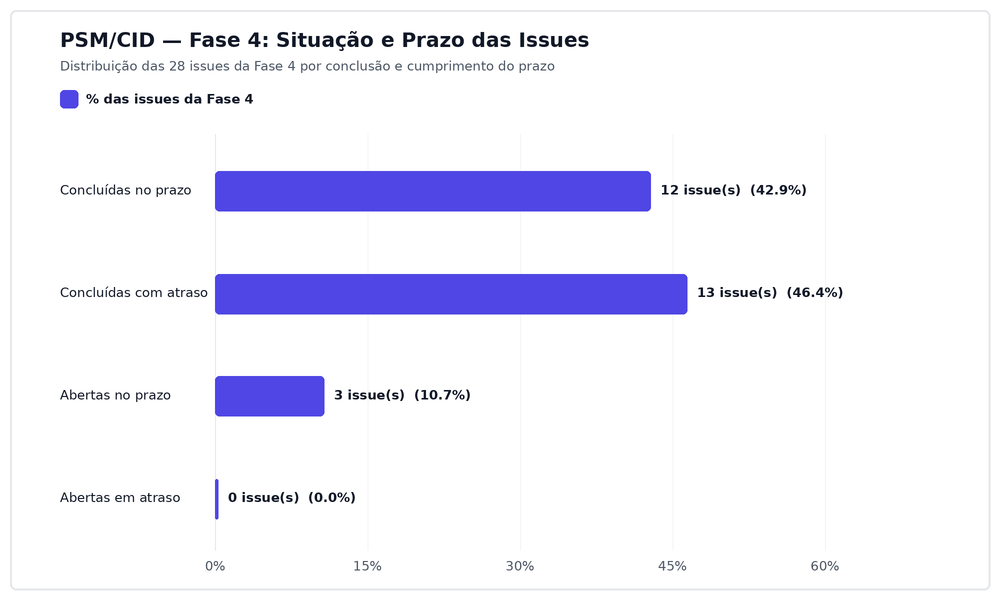 PSM/CID — Fase 4: Situação e Prazo das Issues
Distribuição das 28 issues da Fase 4 por conclusão e cumprimento do prazo
% das issues da Fase 4
Concluídas no prazo
12 issue(s) (42.9%)
Concluídas com atraso
13 issue(s) (46.4%)
Abertas no prazo
3 issue(s) (10.7%)
Abertas em atraso
0 issue(s) (0.0%)
0% 15% 30% 45% 60%